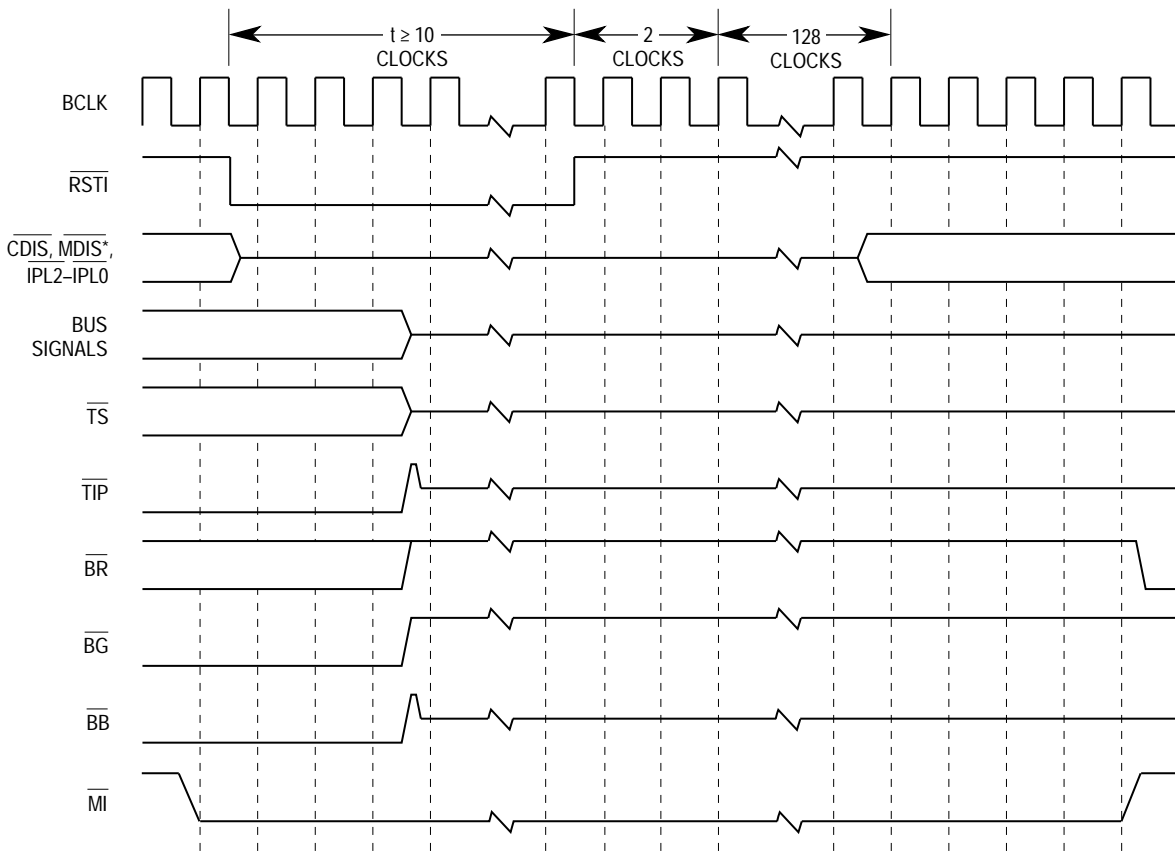 t ≥ 10
CLOCKS
2
CLOCKS
128
CLOCKS
BCLK
RSTI
CDIS, MDIS*,
IPL2–IPL0
BUS
SIGNALS
TS
TIP
BR
BG
BB
MI